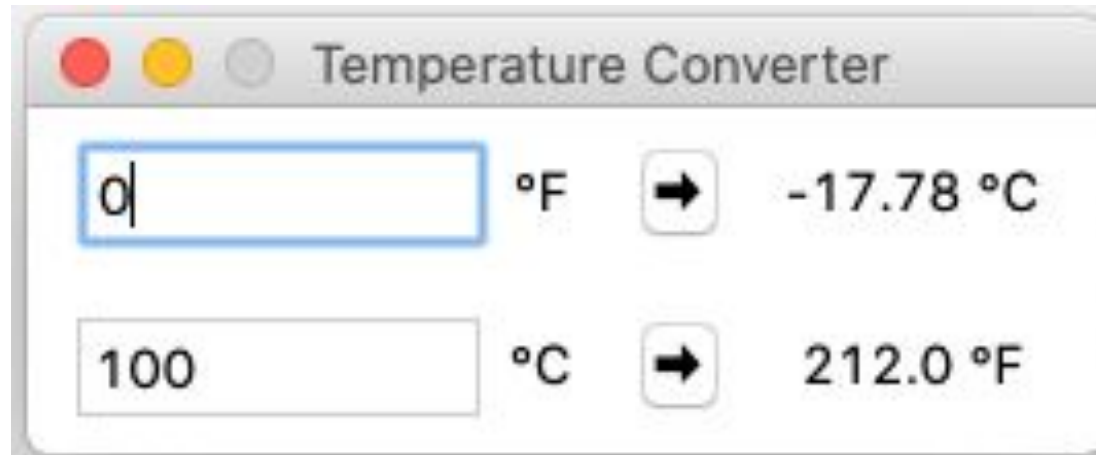 Temperature Converter
0 °F ➡ -17.78 °C
100 °C ➡ 212.0 °F